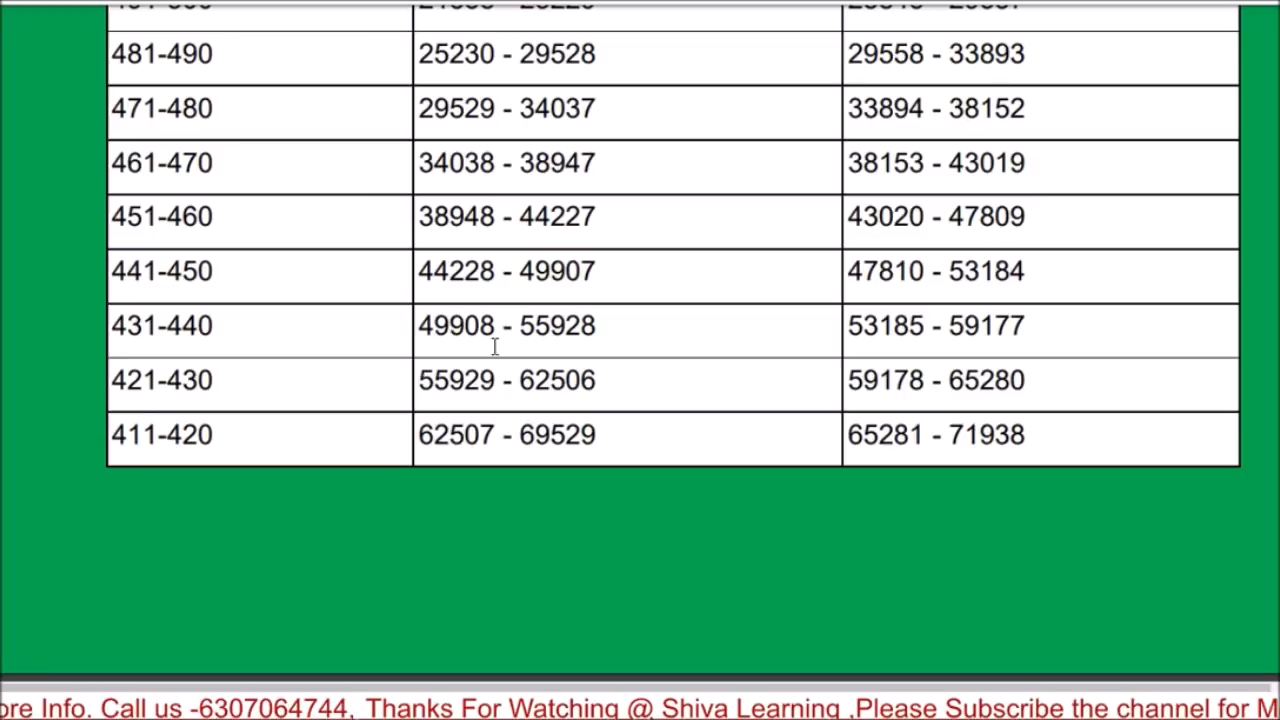 481-490 25230 - 29528 29558 - 33893
471-480 29529 - 34037 33894 - 38152
461-470 34038 - 38947 38153 - 43019
451-460 38948 - 44227 43020 - 47809
441-450 44228 - 49907 47810 - 53184
431-440 49908 - 55928 53185 - 59177
421-430 55929 - 62506 59178 - 65280
411-420 62507 - 69529 65281 - 71938
ore Info. Call us -6307064744, Thanks For Watching @ Shiva Learning ,Please Subscribe the channel for M